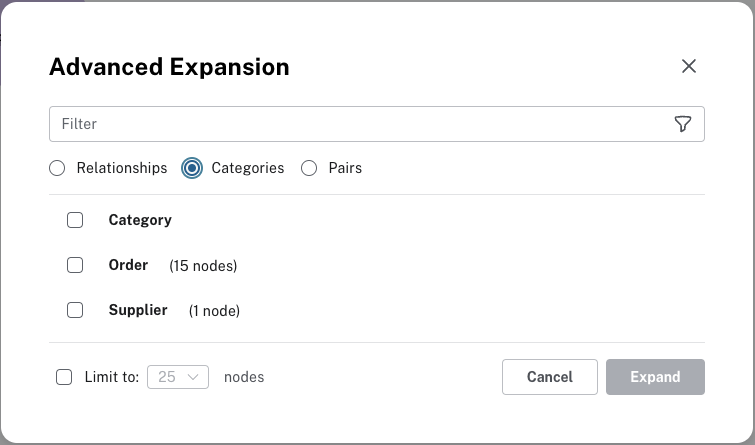 Advanced Expansion
Filter
Relationships Categories Pairs
Category
Order (15 nodes)
Supplier (1 node)
Limit to: 25 nodes Cancel Expand